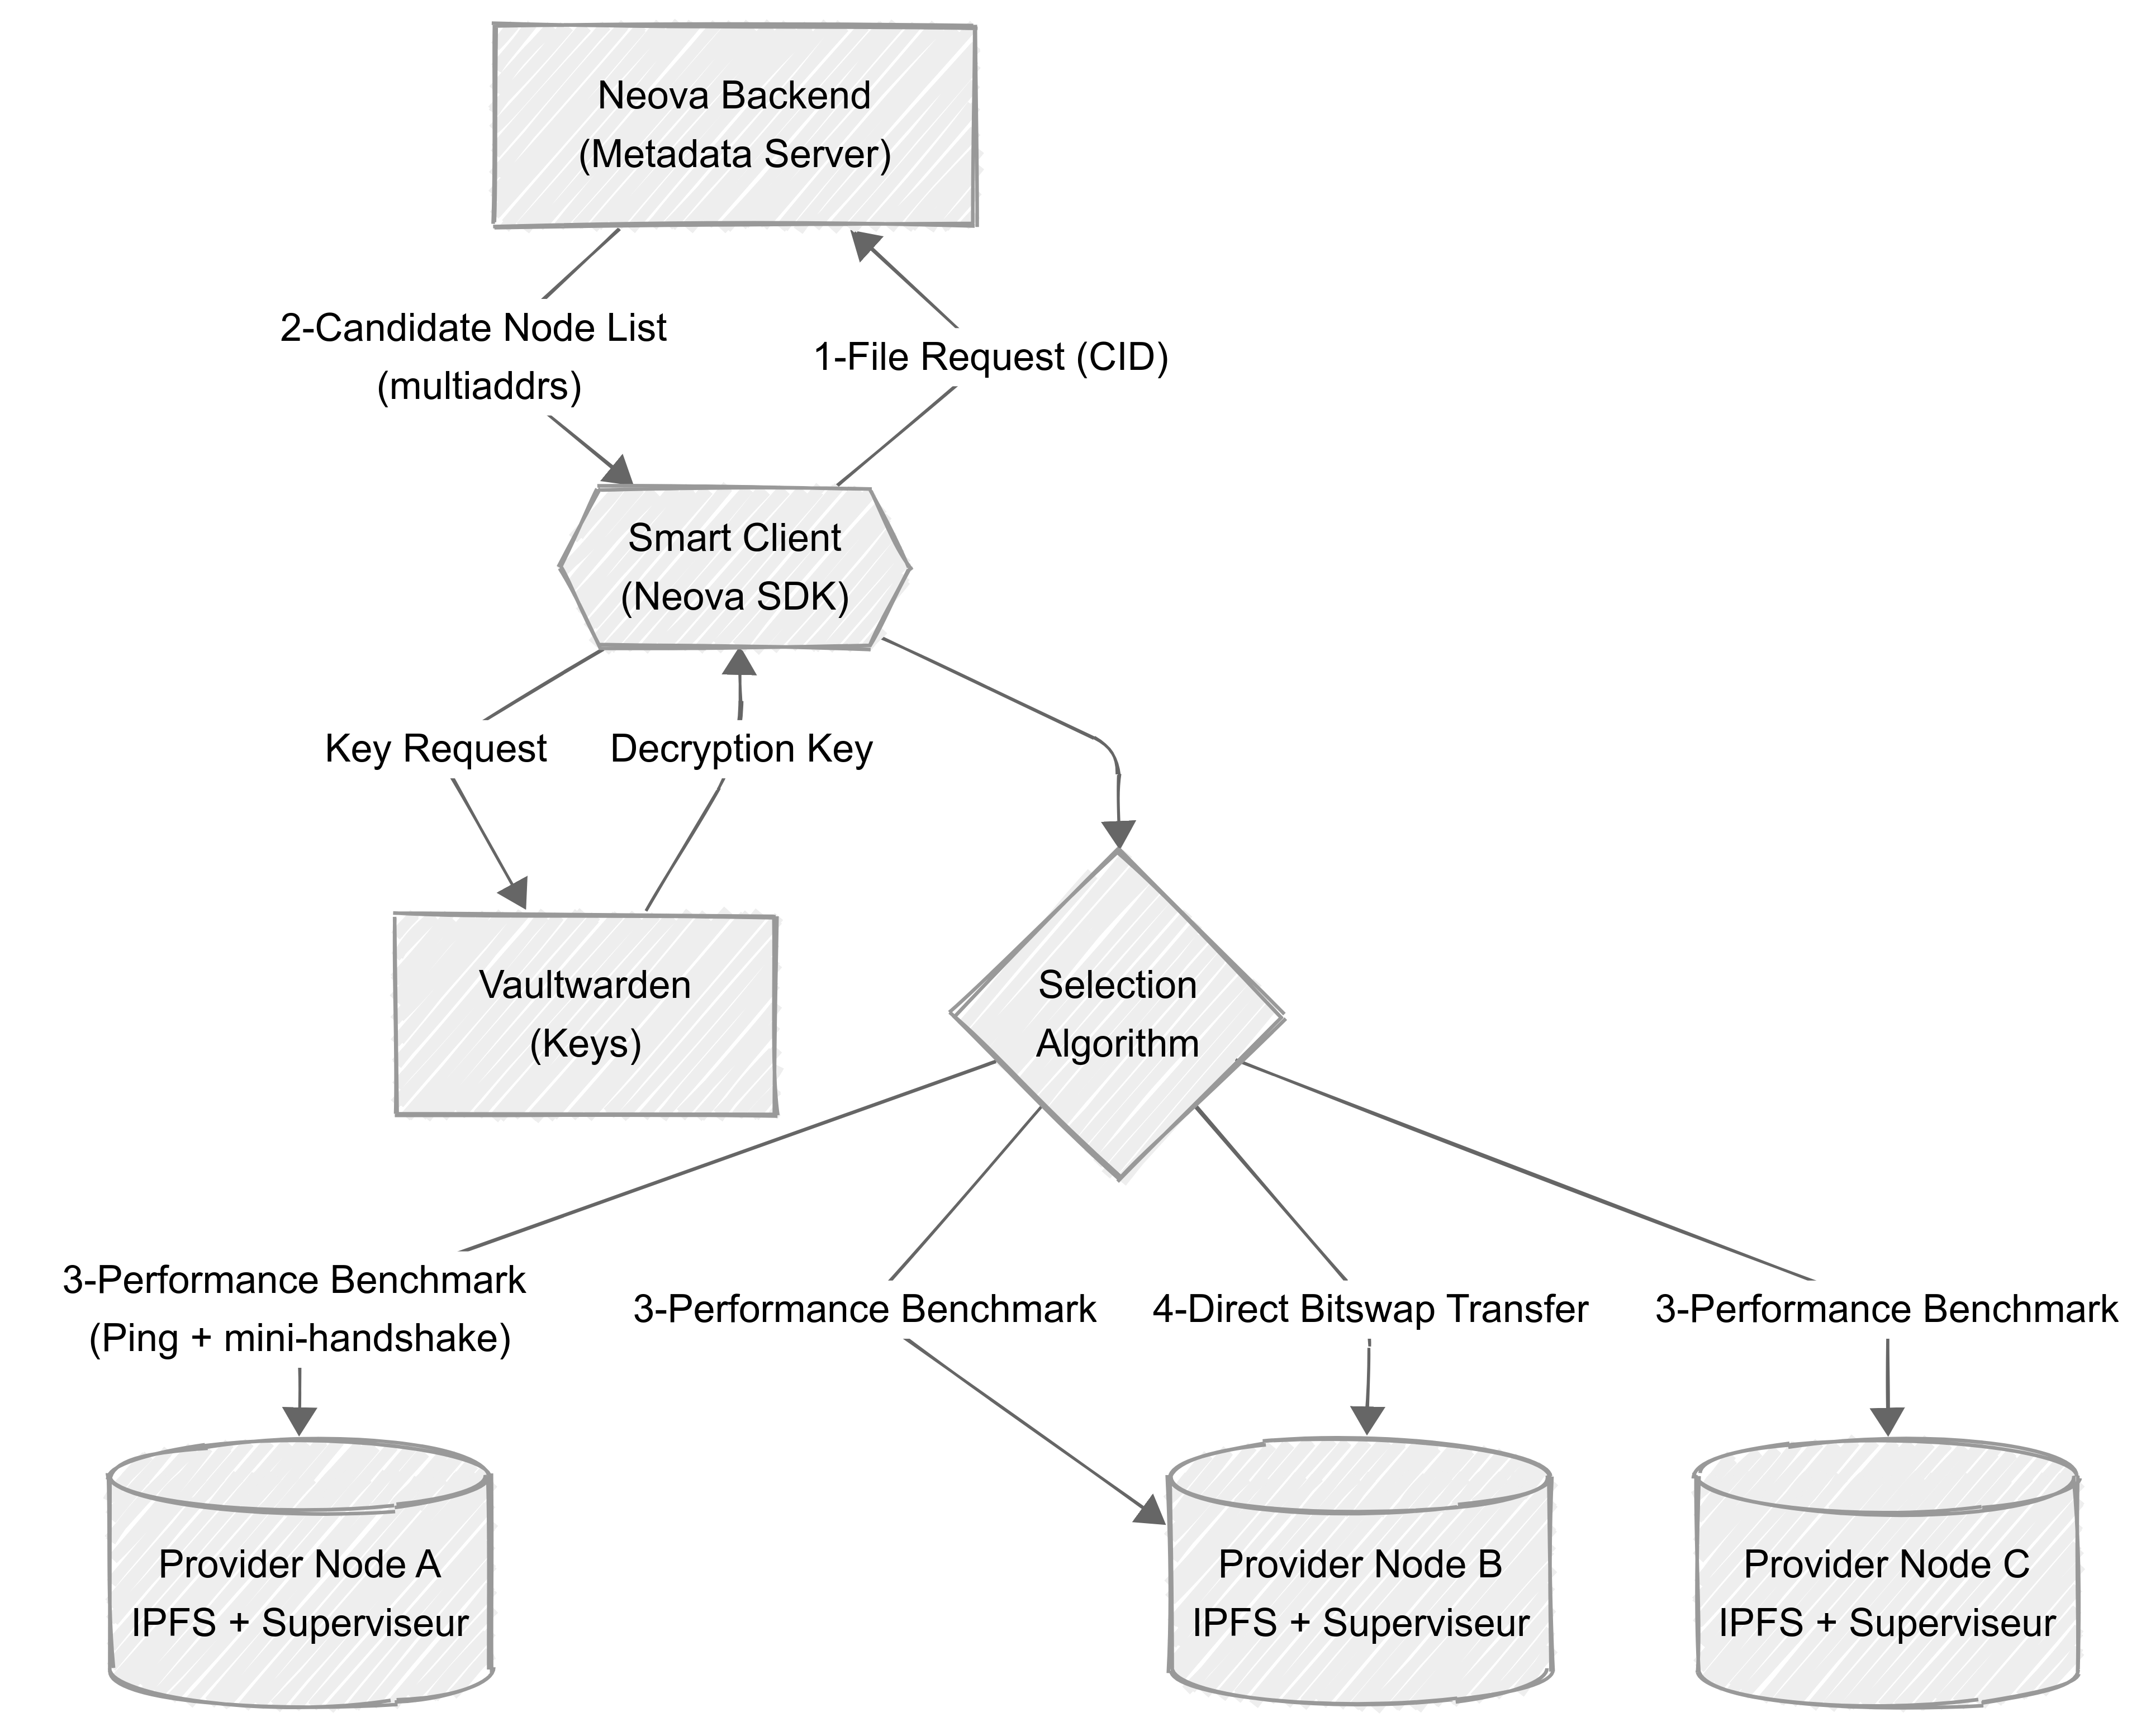 Neova Backend
(Metadata Server)
2-Candidate Node List
(multiaddrs)
1-File Request (CID)
Smart Client
(Neova SDK)
Key Request
Decryption Key
Vaultwarden
(Keys)
Selection
Algorithm
3-Performance Benchmark
(Ping + mini-handshake)
3-Performance Benchmark
4-Direct Bitswap Transfer
3-Performance Benchmark
Provider Node A
IPFS + Superviseur
Provider Node B
IPFS + Superviseur
Provider Node C
IPFS + Superviseur